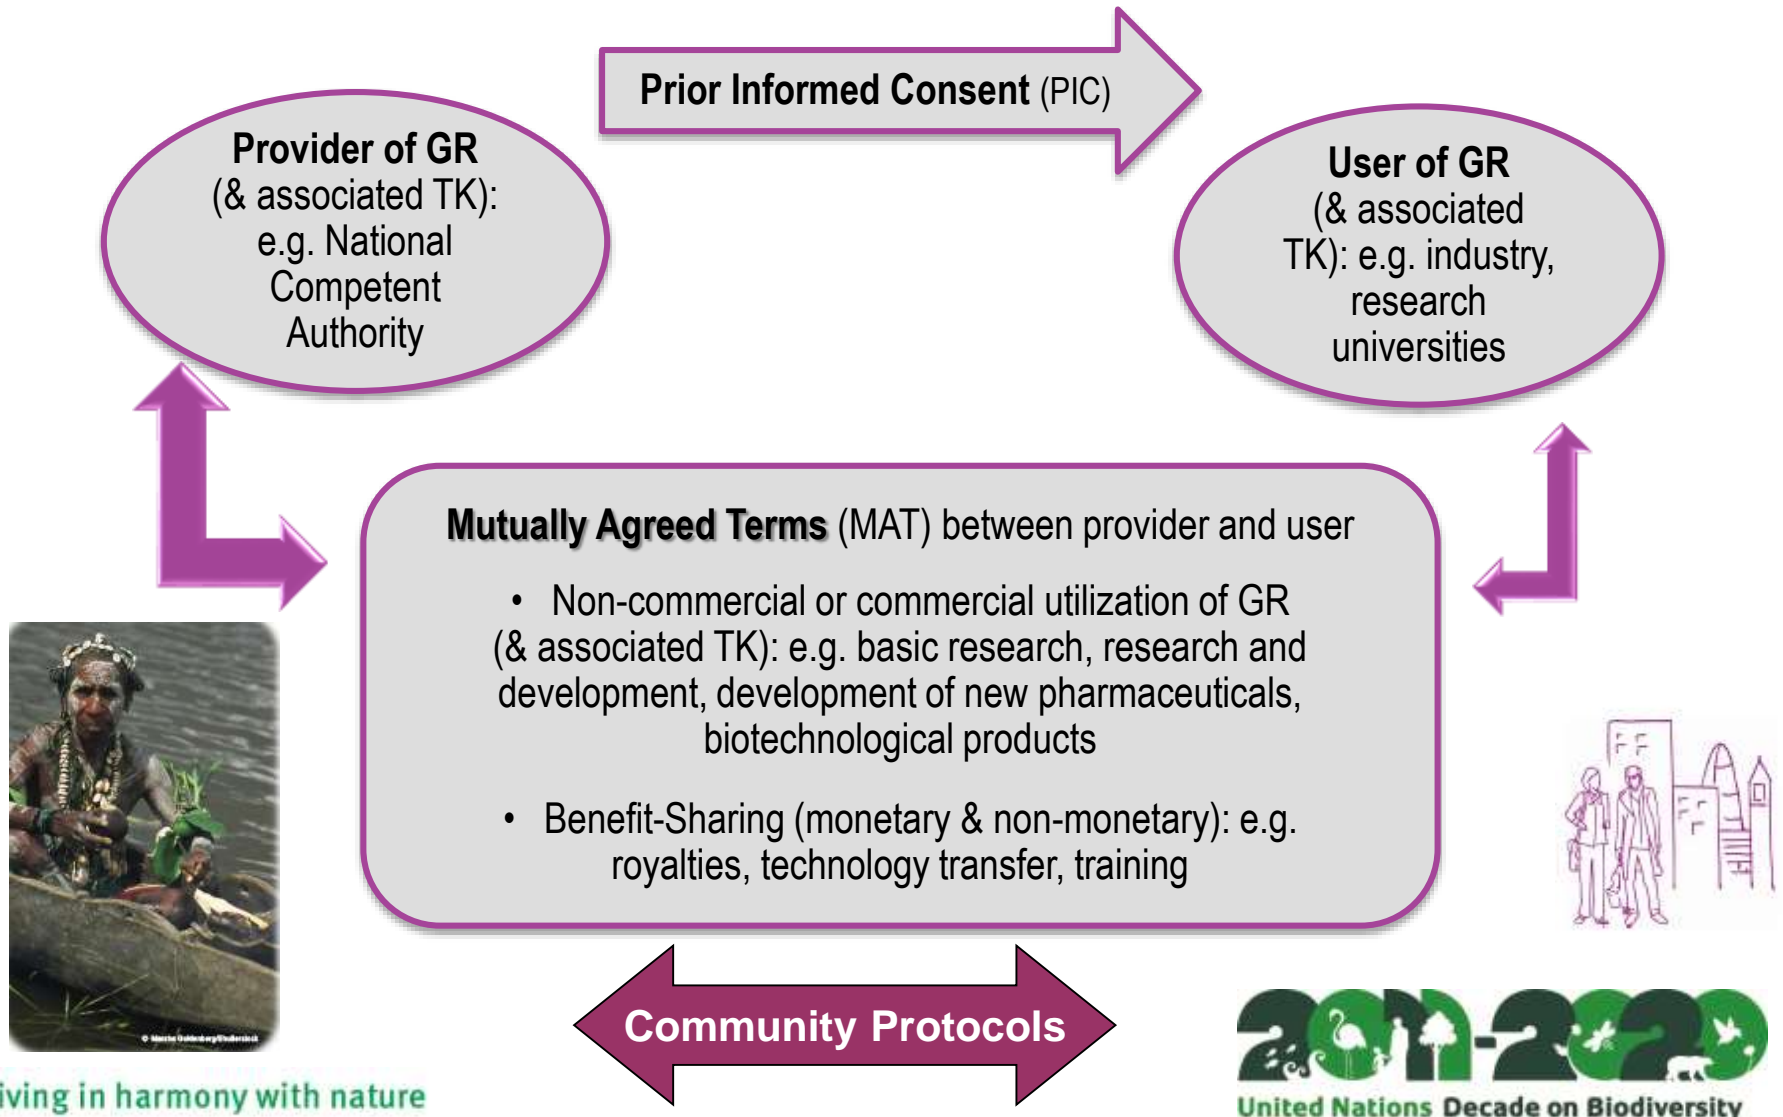 Prior Informed Consent (PIC)
Provider of GR
(& associated TK):
e.g. National
Competent
Authority
User of GR
(& associated
TK): e.g. industry,
research
universities
Mutually Agreed Terms (MAT) between provider and user
• Non-commercial or commercial utilization of GR
(& associated TK): e.g. basic research, research and
development, development of new pharmaceuticals,
biotechnological products
• Benefit-Sharing (monetary & non-monetary): e.g.
royalties, technology transfer, training
Community Protocols
iving in harmony with nature
2011-2020
United Nations Decade on Biodiversity